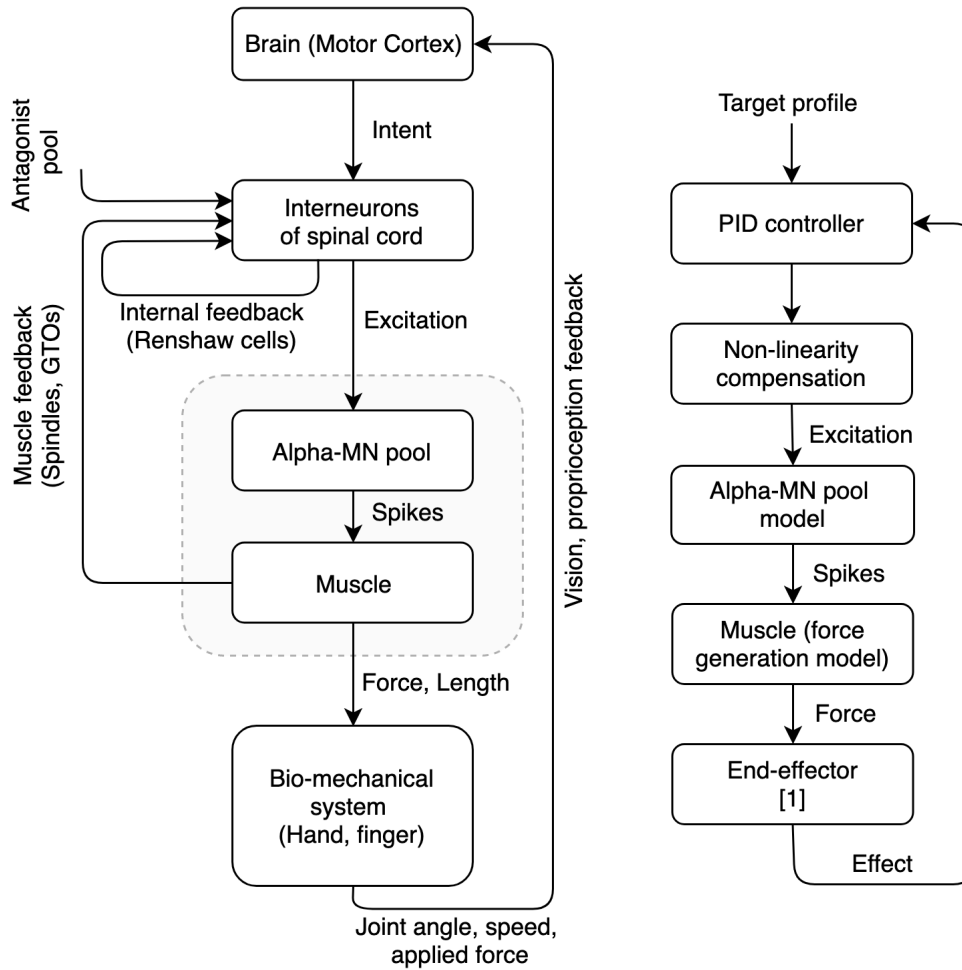 Brain (Motor Cortex)
Intent
Antagonist
pool
Interneurons
of spinal cord
Internal feedback
(Renshaw cells)
Excitation
Muscle feedback
(Spindles, GTOs)
Alpha-MN pool
Spikes
Muscle
Force, Length
Bio-mechanical
system
(Hand, finger)
Joint angle, speed,
applied force
Vision, proprioception feedback
Target profile
PID controller
Non-linearity
compensation
Excitation
Alpha-MN pool
model
Spikes
Muscle (force
generation model)
Force
End-effector
[1]
Effect